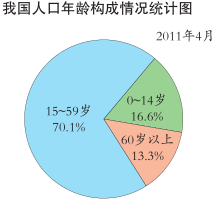 我国人口年龄构成情况统计图
2011年4月
0~14岁
16.6%
15~59岁
70.1%
60岁以上
13.3%